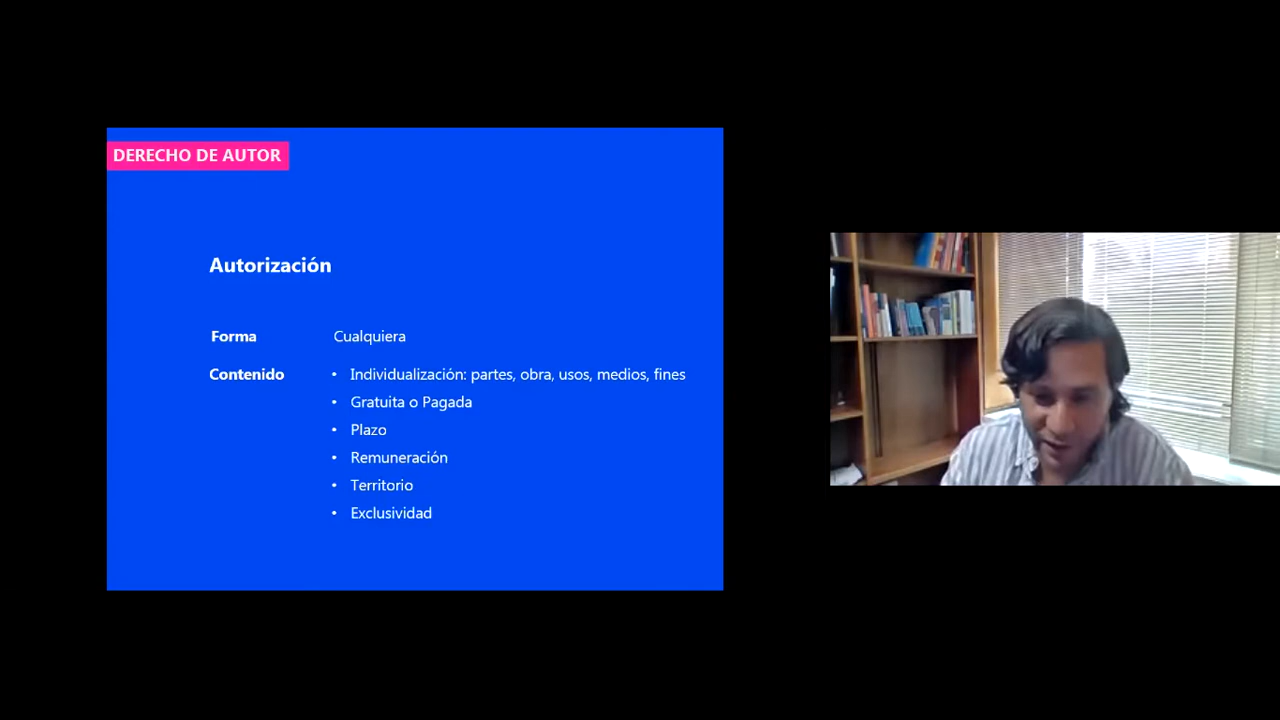 DERECHO DE AUTOR
Autorización
Forma Cualquiera
Contenido • Individualización: partes, obra, usos, medios, fines
• Gratuita o Pagada
• Plazo
• Remuneración
• Territorio
• Exclusividad